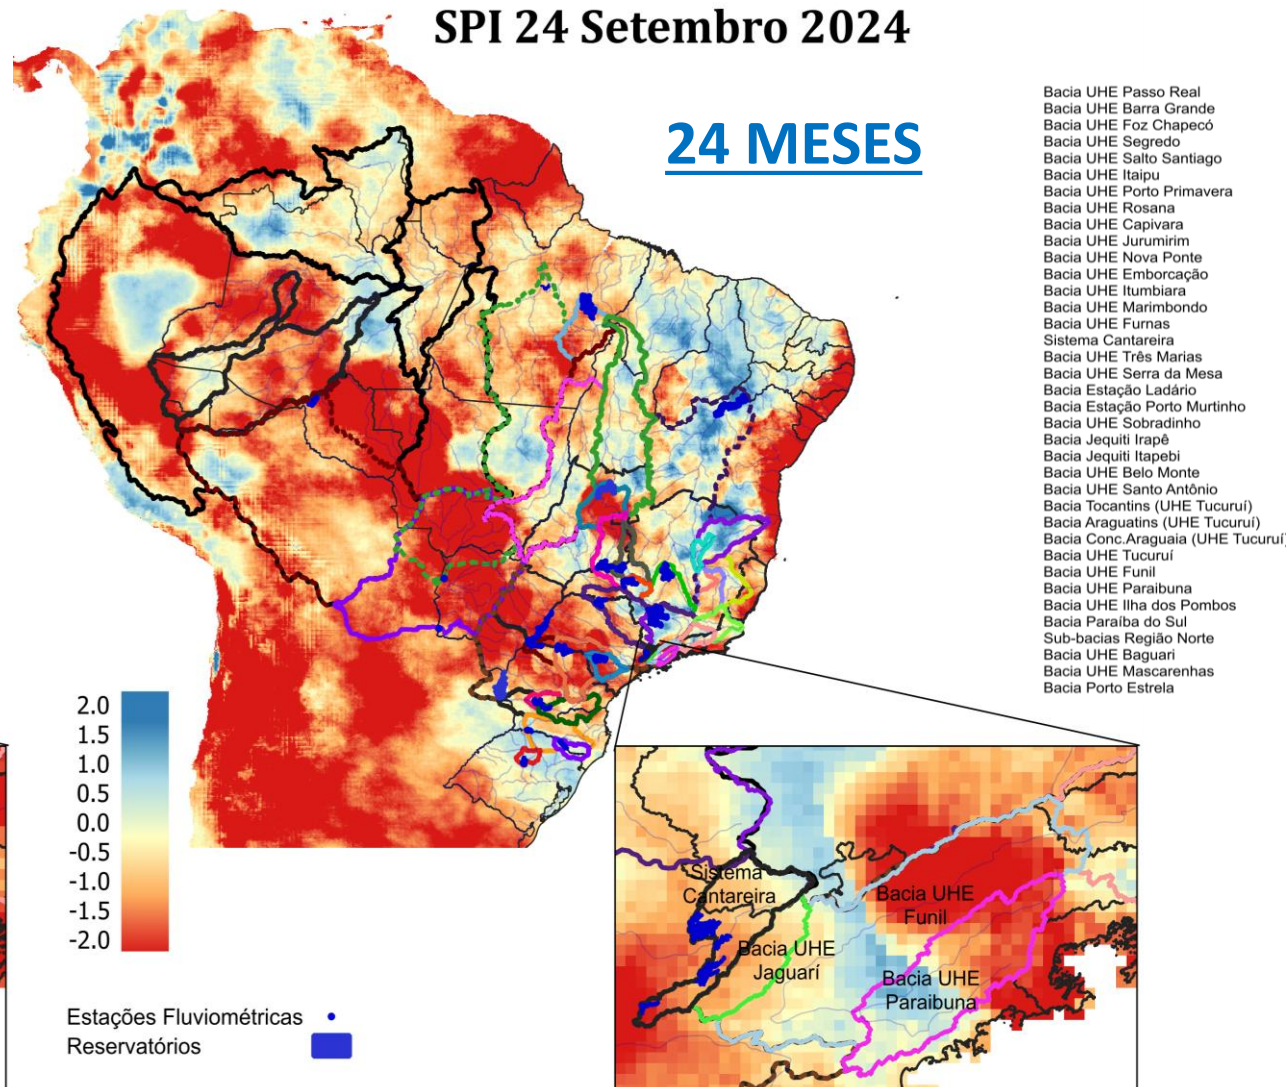 SPI 24 Setembro 2024
24 MESES
Bacia UHE Passo Real
Bacia UHE Barra Grande
Bacia UHE Foz Chapecó
Bacia UHE Segredo
Bacia UHE Salto Santiago
Bacia UHE Itaipu
Bacia UHE Porto Primavera
Bacia UHE Rosana
Bacia UHE Capivara
Bacia UHE Jurumirim
Bacia UHE Nova Ponte
Bacia UHE Emborcação
Bacia UHE Itumbiara
Bacia UHE Marimbondo
Bacia UHE Furnas
Sistema Cantareira
Bacia UHE Três Marias
Bacia UHE Serra da Mesa
Bacia Estação Ladário
Bacia Estação Porto Murtinho
Bacia UHE Sobradinho
Bacia Jequiti Irapê
Bacia Jequiti Itapebi
Bacia UHE Belo Monte
Bacia UHE Santo Antônio
Bacia Tocantins (UHE Tucuruí)
Bacia Araguatins (UHE Tucuruí)
Bacia Conc.Araguaia (UHE Tucuruí)
Bacia UHE Tucuruí
Bacia UHE Funil
Bacia UHE Paraibuna
Bacia UHE Ilha dos Pombos
Bacia Paraíba do Sul
Sub-bacias Região Norte
Bacia UHE Baguari
Bacia UHE Mascarenhas
Bacia Porto Estrela
2.0
1.5
1.0
0.5
0.0
-0.5
-1.0
-1.5
-2.0
Estações Fluviométricas
Reservatórios
Sistema
Cantareira
Bacia UHE
Funil
Bacia UHE
Jaguarí
Bacia UHE
Paraibuna